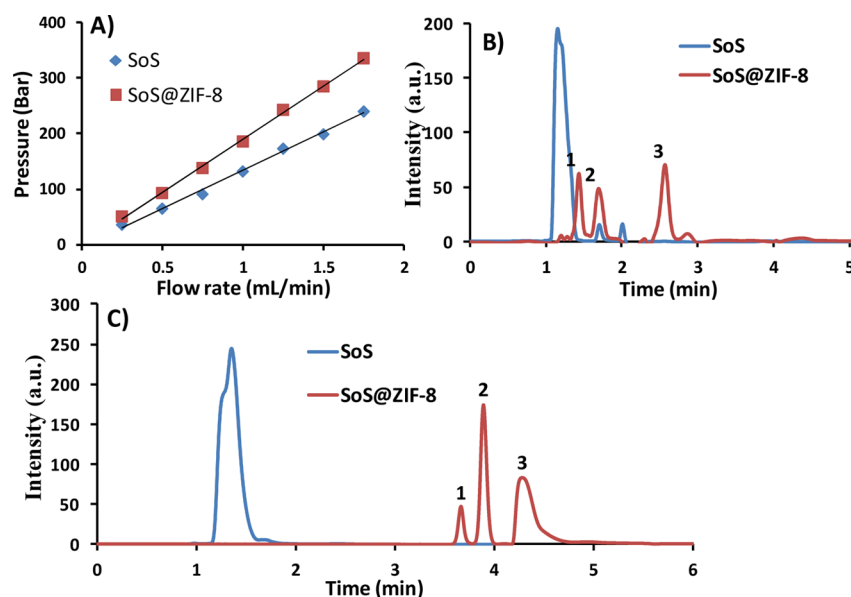 A)
SoS
SoS@ZIF-8
Pressure (Bar)
400
300
200
100
0
0 0.5 1 1.5 2
Flow rate (mL/min)
B)
SoS
SoS@ZIF-8
Intensity (a.u.)
200
150
100
50
0
1 2 3
0 1 2 3 4 5
Time (min)
C)
SoS
SoS@ZIF-8
Intensity (a.u.)
300
250
200
150
100
50
0
1 2 3
0 1 2 3 4 5 6
Time (min)